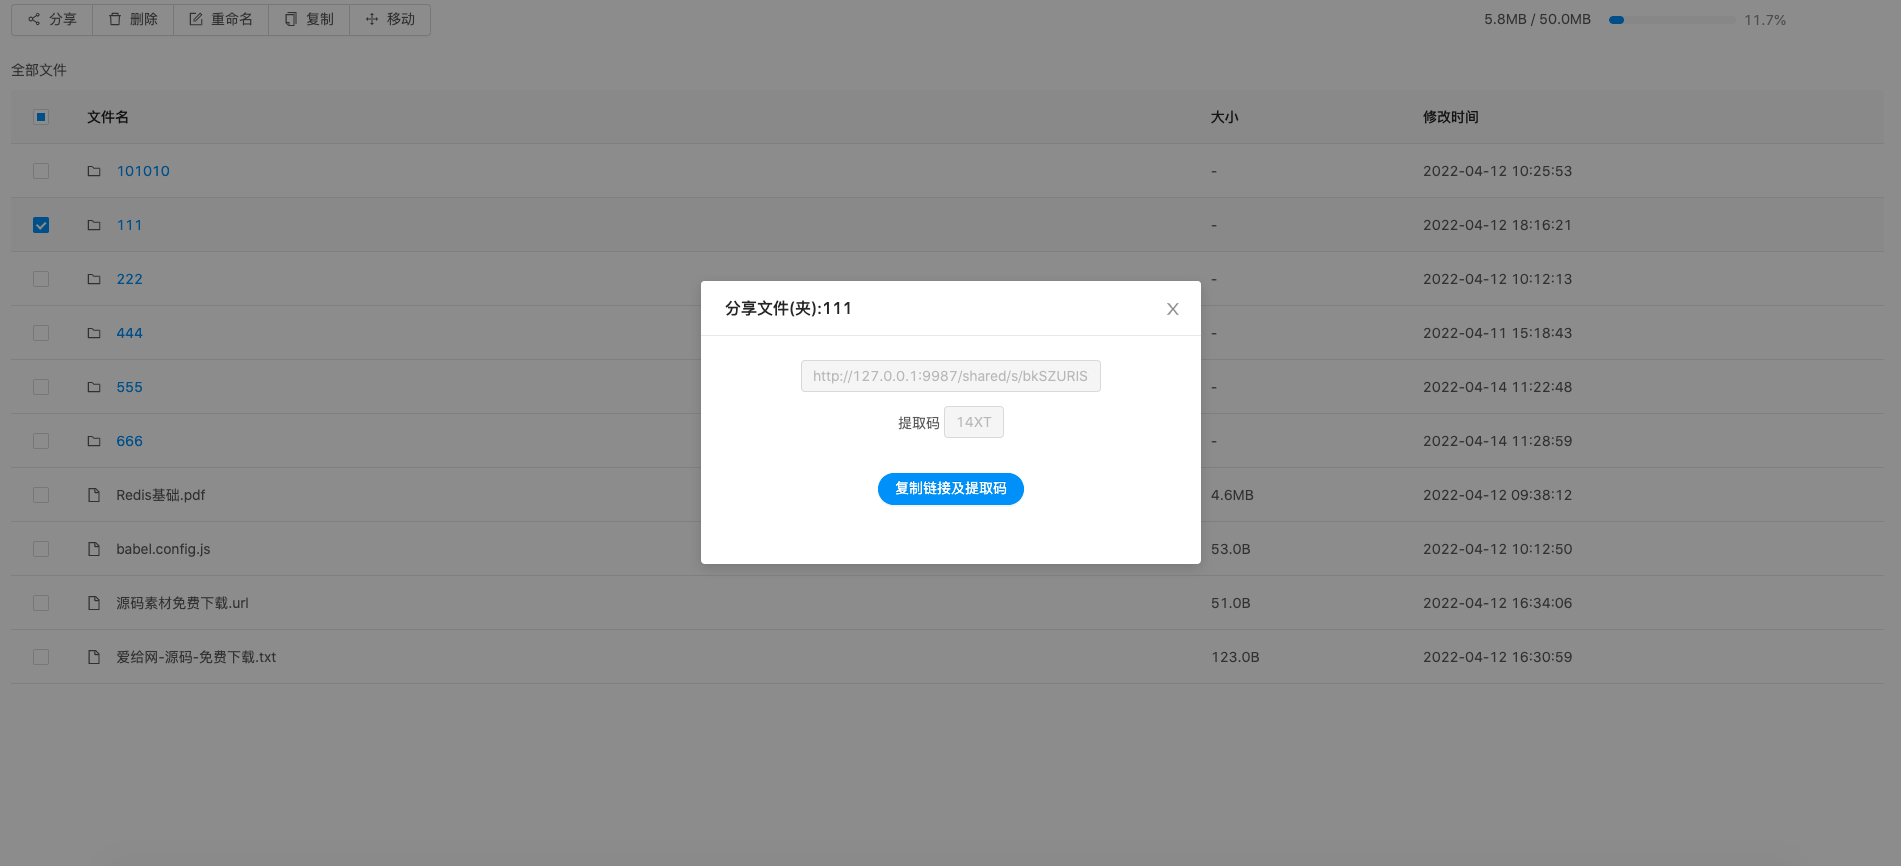 分享 删除 重命名 复制 移动 5.8MB / 50.0MB 11.7%
全部文件
文件名 大小 修改时间
101010 - 2022-04-12 10:25:53
111 - 2022-04-12 18:16:21
222 - 2022-04-12 10:12:13
分享文件(夹):111
444 - 2022-04-11 15:18:43
http://127.0.0.1:9987/shared/s/bkSZURIS
555 - 2022-04-14 11:22:48
提取码 14XT
666 - 2022-04-14 11:28:59
复制链接及提取码
Redis基础.pdf 4.6MB 2022-04-12 09:38:12
babel.config.js 53.0B 2022-04-12 10:12:50
源码素材免费下载.url 51.0B 2022-04-12 16:34:06
爱给网-源码-免费下载.txt 123.0B 2022-04-12 16:30:59